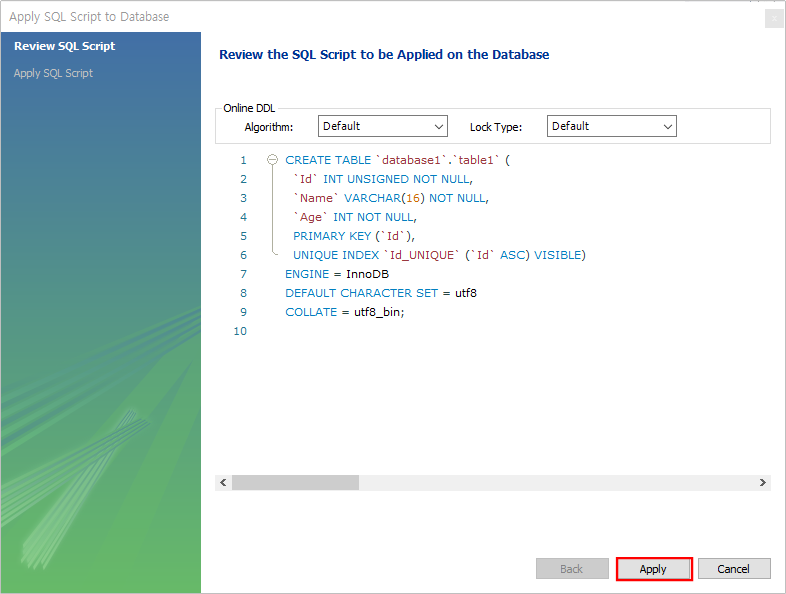 Apply SQL Script to Database
Review SQL Script
Apply SQL Script
Review the SQL Script to be Applied on the Database
Online DDL
Algorithm: Default Lock Type: Default
1 CREATE TABLE `database1`.`table1` (
2 `Id` INT UNSIGNED NOT NULL,
3 `Name` VARCHAR(16) NOT NULL,
4 `Age` INT NOT NULL,
5 PRIMARY KEY (`Id`),
6 UNIQUE INDEX `Id_UNIQUE` (`Id` ASC) VISIBLE)
7 ENGINE = InnoDB
8 DEFAULT CHARACTER SET = utf8
9 COLLATE = utf8_bin;
10
Back Apply Cancel